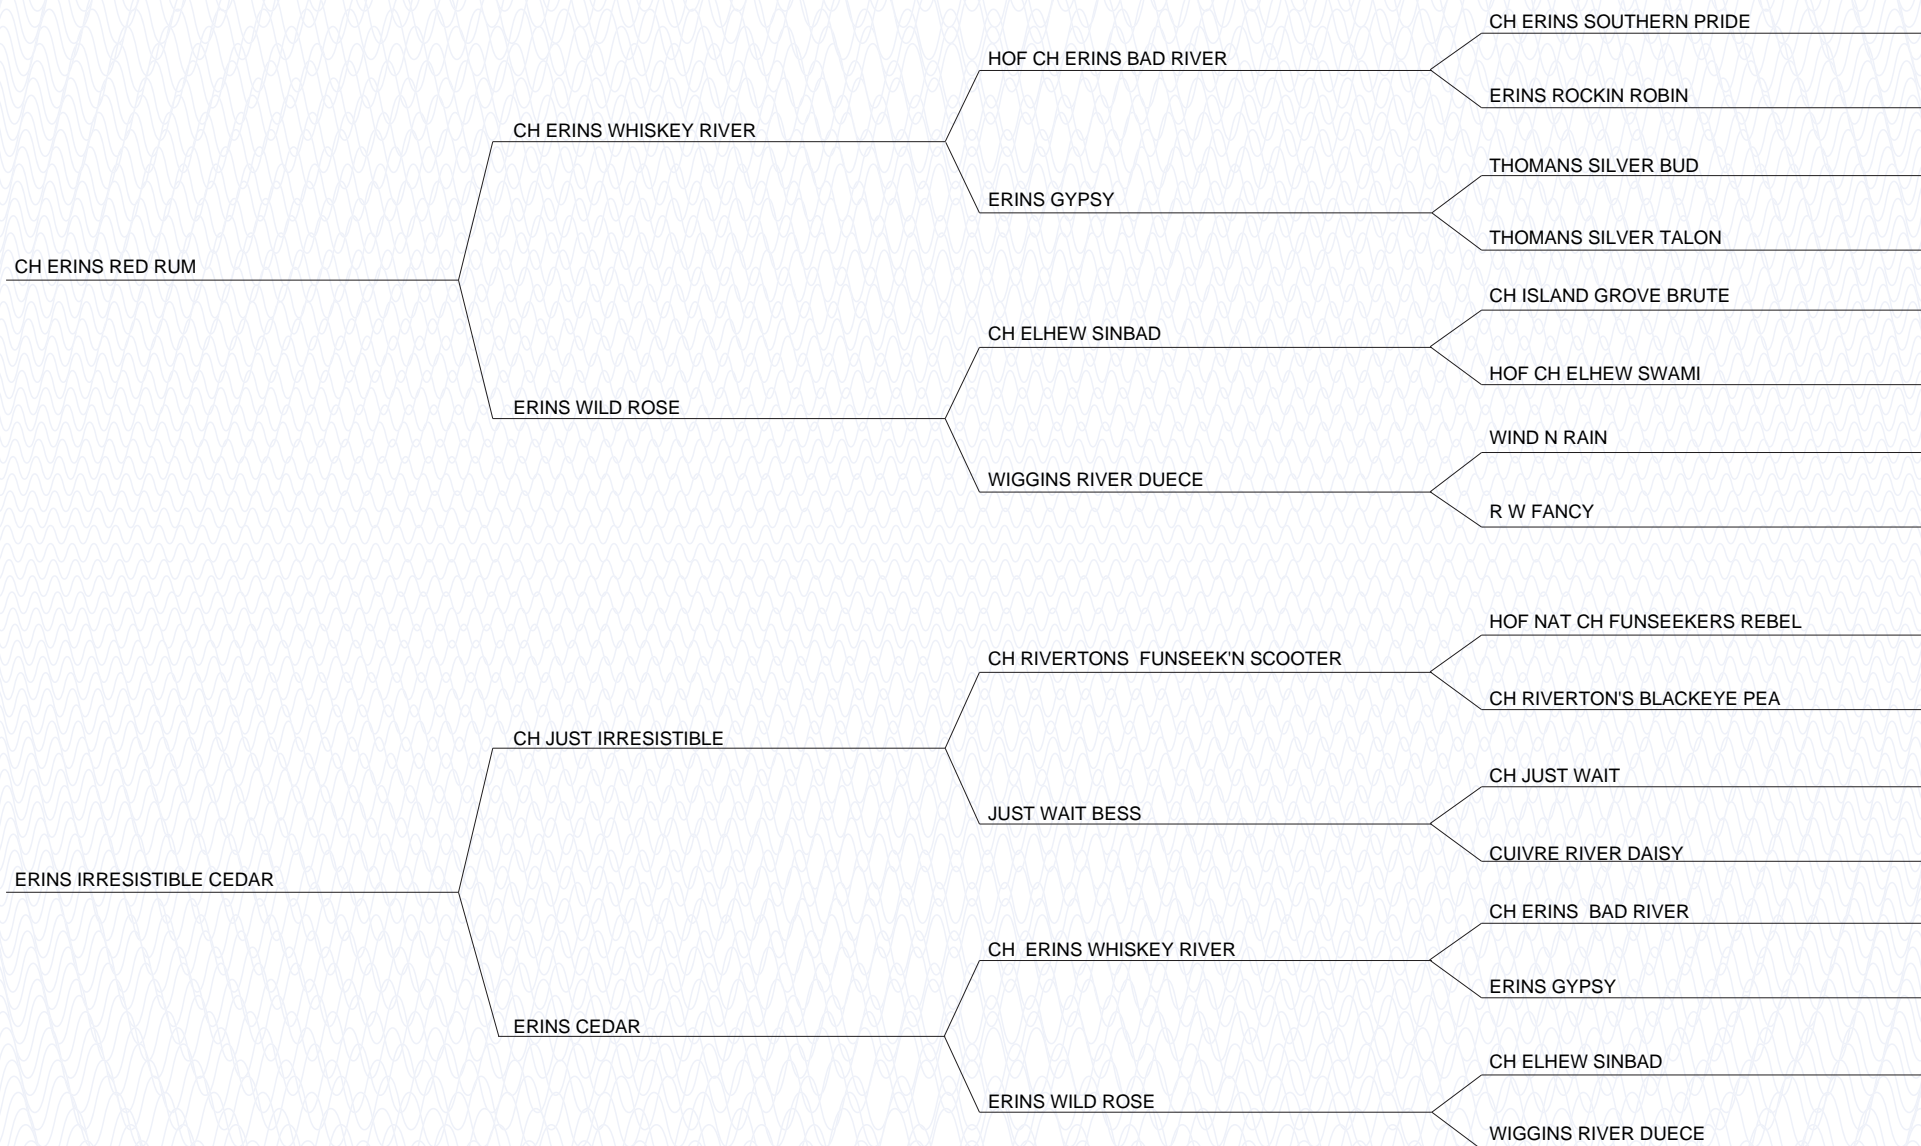 CH ERINS SOUTHERN PRIDE
HOF CH ERINS BAD RIVER
ERINS ROCKIN ROBIN
CH ERINS WHISKEY RIVER
THOMANS SILVER BUD
ERINS GYPSY
THOMANS SILVER TALON
CH ERINS RED RUM
CH ISLAND GROVE BRUTE
CH ELHEW SINBAD
HOF CH ELHEW SWAMI
ERINS WILD ROSE
WIND N RAIN
WIGGINS RIVER DUECE
R W FANCY
HOF NAT CH FUNSEEKERS REBEL
CH RIVERTONS  FUNSEEK'N SCOOTER
CH RIVERTON'S BLACKEYE PEA
CH JUST IRRESISTIBLE
CH JUST WAIT
JUST WAIT BESS
CUIVRE RIVER DAISY
ERINS IRRESISTIBLE CEDAR
CH ERINS  BAD RIVER
CH  ERINS WHISKEY RIVER
ERINS GYPSY
ERINS CEDAR
CH ELHEW SINBAD
ERINS WILD ROSE
WIGGINS RIVER DUECE